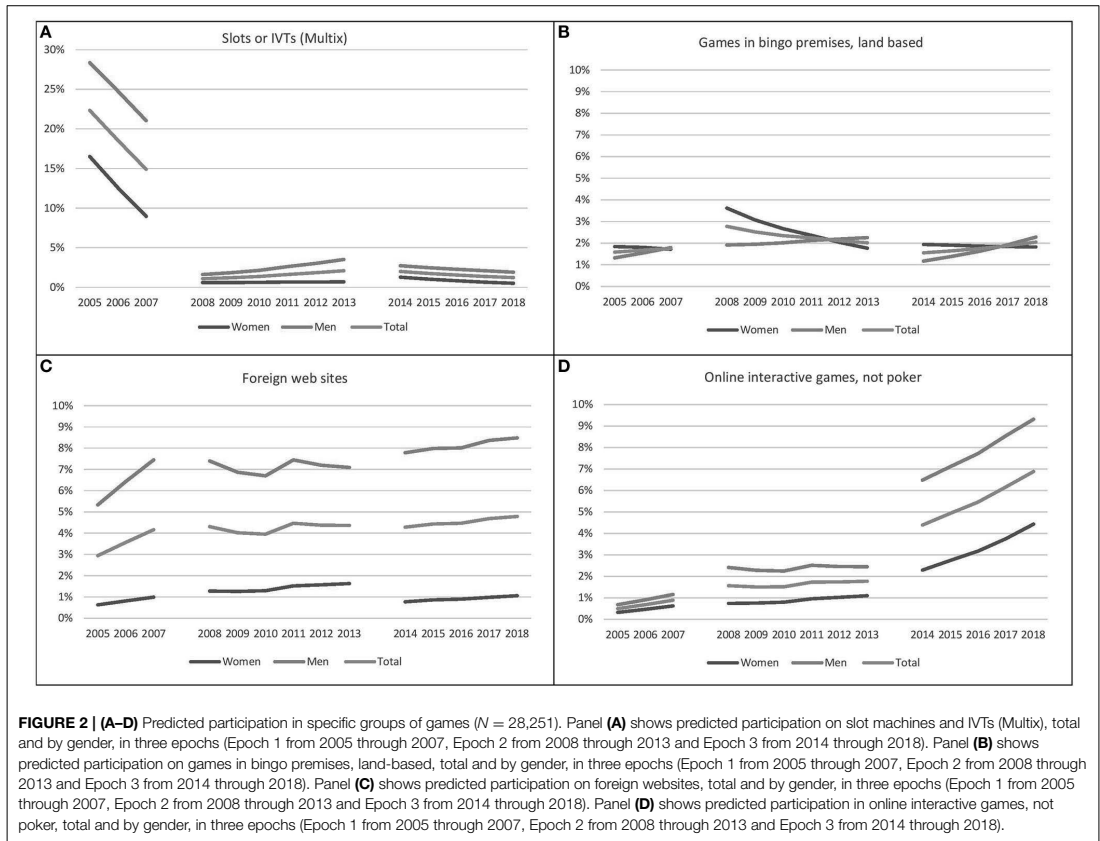 A
Slots or IVTs (Multix)
30%
25%
20%
15%
10%
5%
0%
2005 2006 2007
2008 2009 2010 2011 2012 2013
2014 2015 2016 2017 2018
Women Men Total
B
Games in bingo premises, land based
10%
9%
8%
7%
6%
5%
4%
3%
2%
1%
0%
2005 2006 2007
2008 2009 2010 2011 2012 2013
2014 2015 2016 2017 2018
Women Men Total
C
Foreign web sites
10%
9%
8%
7%
6%
5%
4%
3%
2%
1%
0%
2005 2006 2007
2008 2009 2010 2011 2012 2013
2014 2015 2016 2017 2018
Women Men Total
D
Online interactive games, not poker
10%
9%
8%
7%
6%
5%
4%
3%
2%
1%
0%
2005 2006 2007
2008 2009 2010 2011 2012 2013
2014 2015 2016 2017 2018
Women Men Total
FIGURE 2 | (A–D) Predicted participation in specific groups of games (N = 28,251). Panel (A) shows predicted participation on slot machines and IVTs (Multix), total
and by gender, in three epochs (Epoch 1 from 2005 through 2007, Epoch 2 from 2008 through 2013 and Epoch 3 from 2014 through 2018). Panel (B) shows
predicted participation on games in bingo premises, land-based, total and by gender, in three epochs (Epoch 1 from 2005 through 2007, Epoch 2 from 2008 through
2013 and Epoch 3 from 2014 through 2018). Panel (C) shows predicted participation on foreign websites, total and by gender, in three epochs (Epoch 1 from 2005
through 2007, Epoch 2 from 2008 through 2013 and Epoch 3 from 2014 through 2018). Panel (D) shows predicted participation in online interactive games, not
poker, total and by gender, in three epochs (Epoch 1 from 2005 through 2007, Epoch 2 from 2008 through 2013 and Epoch 3 from 2014 through 2018).